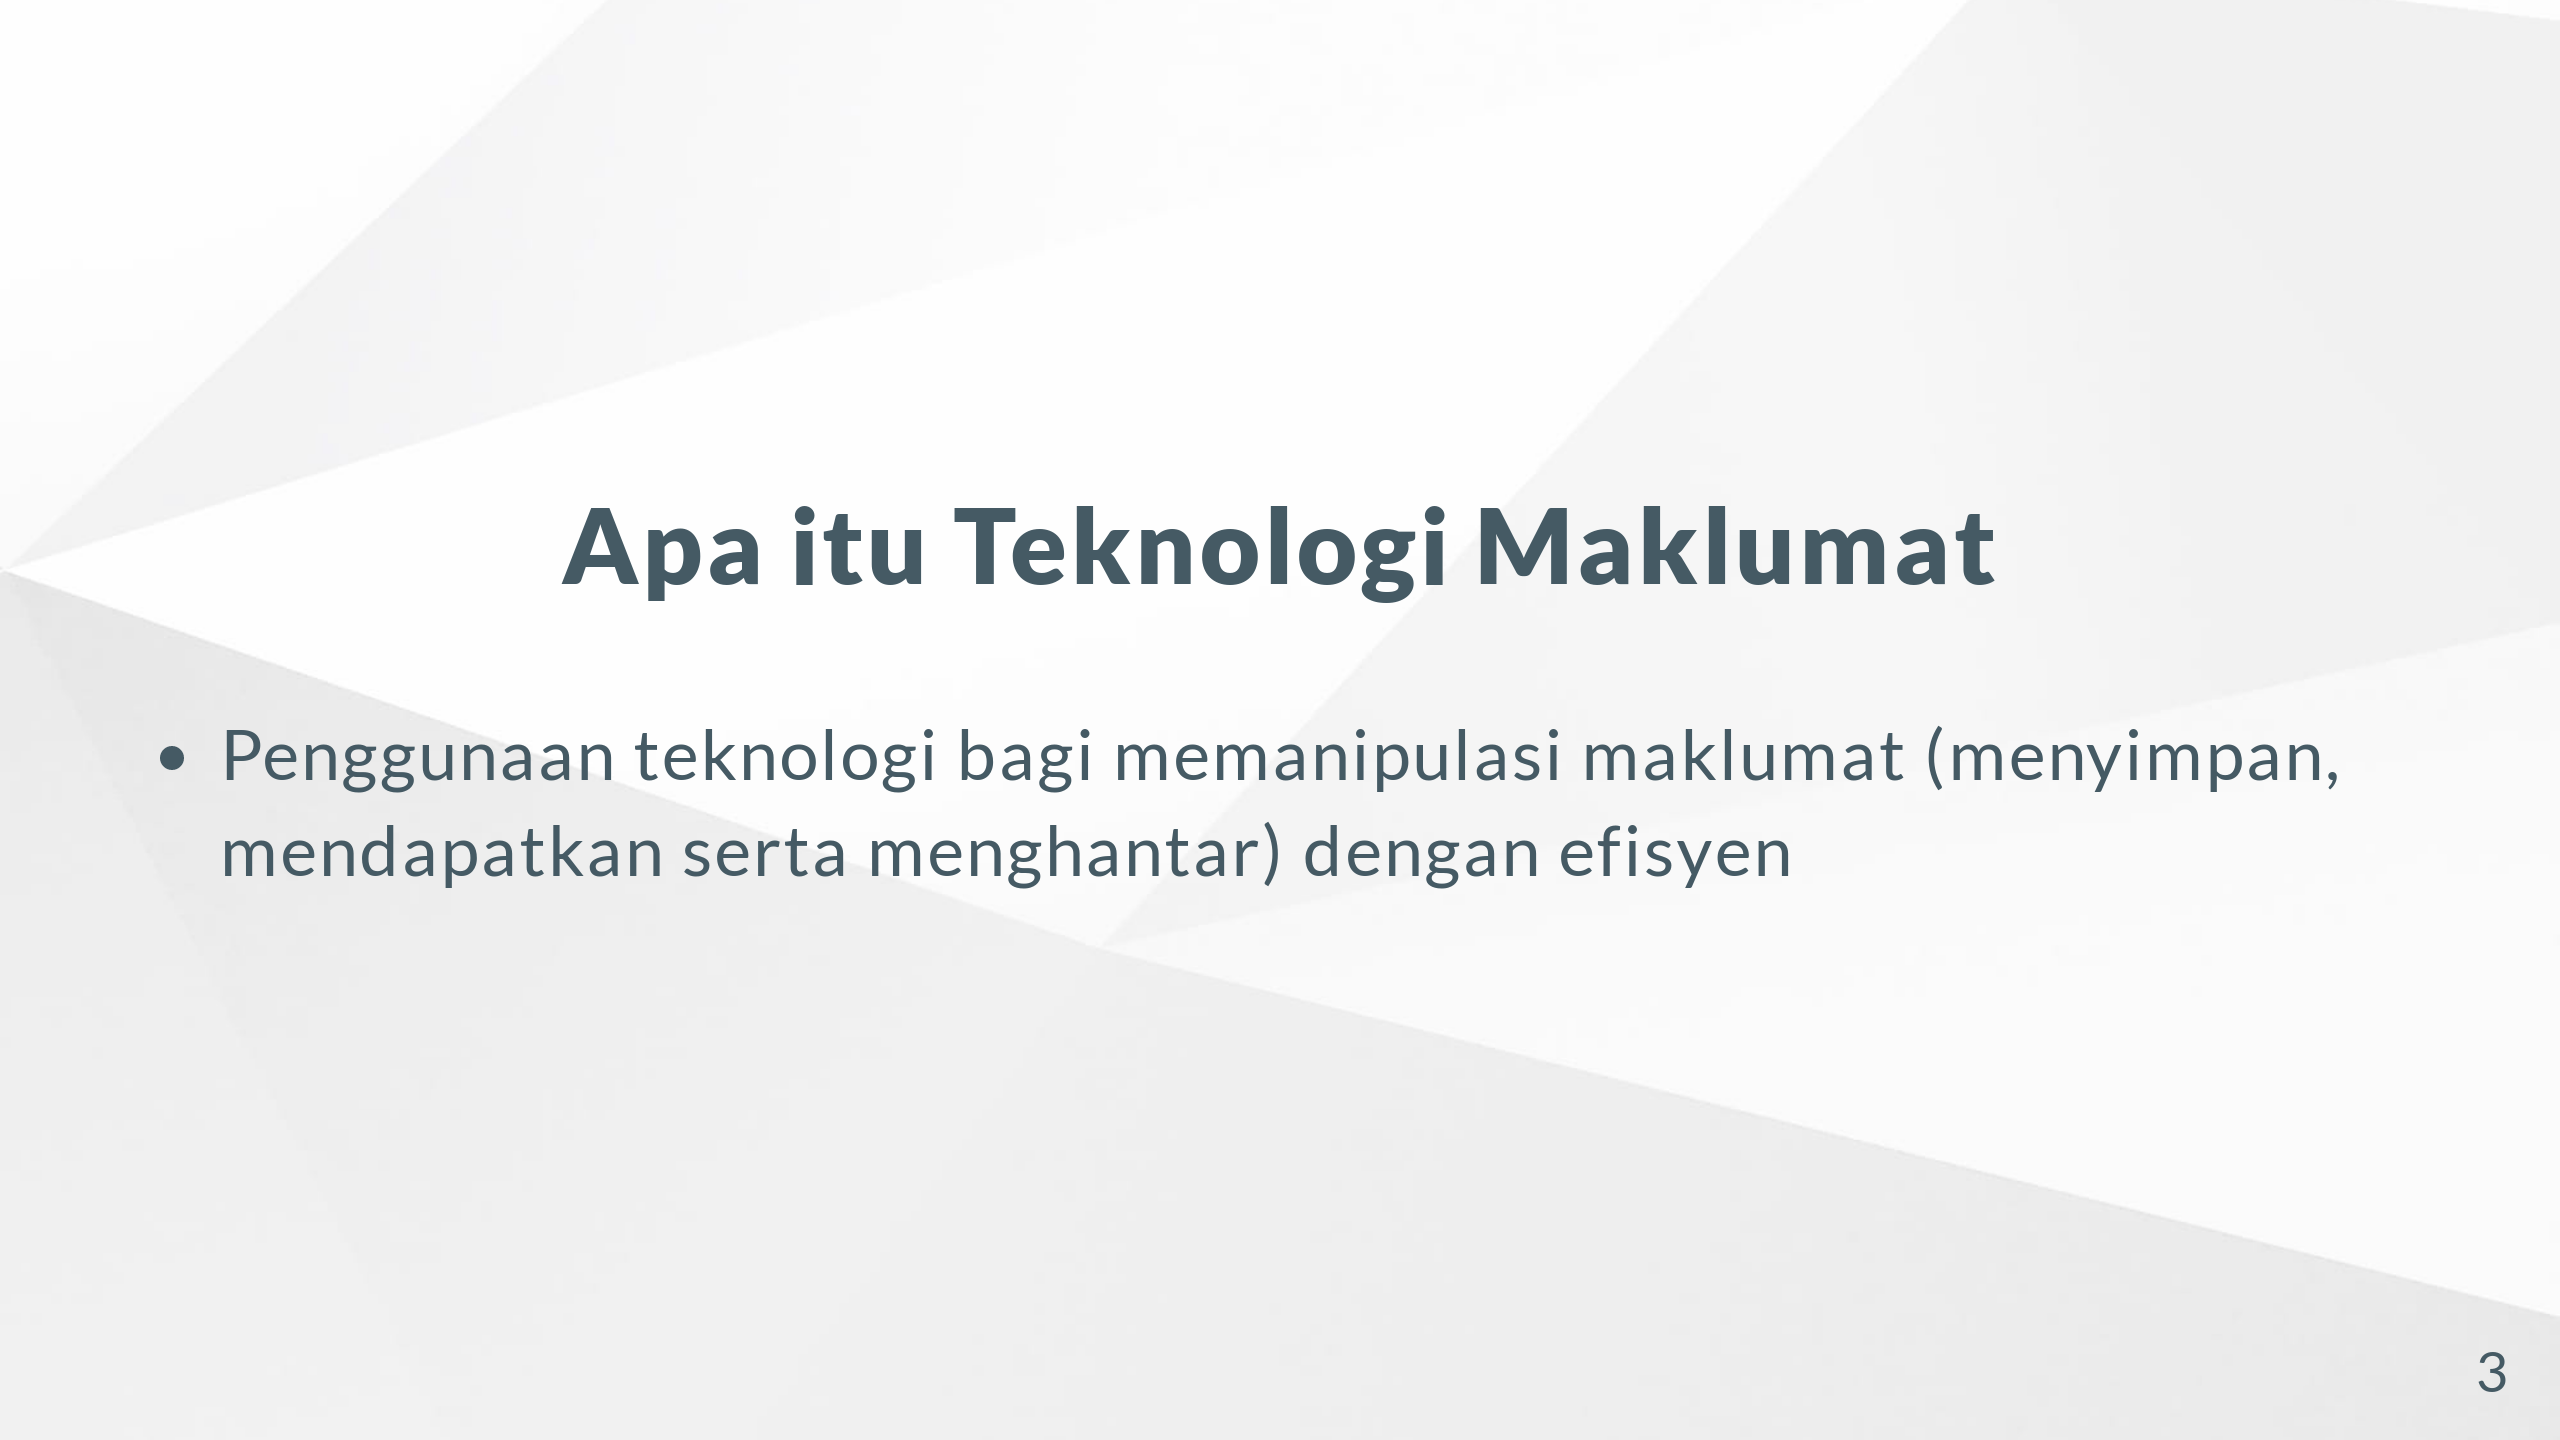 Apa itu Teknologi Maklumat
• Penggunaan teknologi bagi memanipulasi maklumat (menyimpan,
mendapatkan serta menghantar) dengan efisyen
3